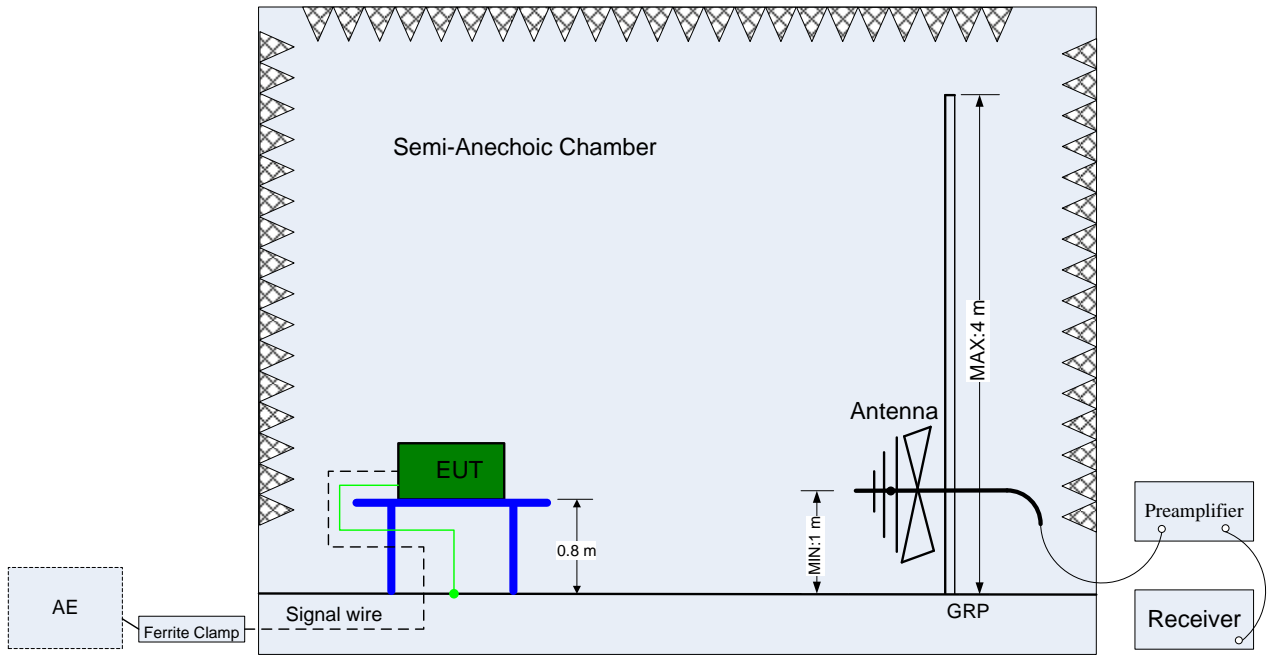 Semi-Anechoic Chamber
MAX:4 m
Antenna
EUT
Preamplifier
MIN:1 m
0.8 m
AE
Signal wire
GRP
Ferrite Clamp
Receiver